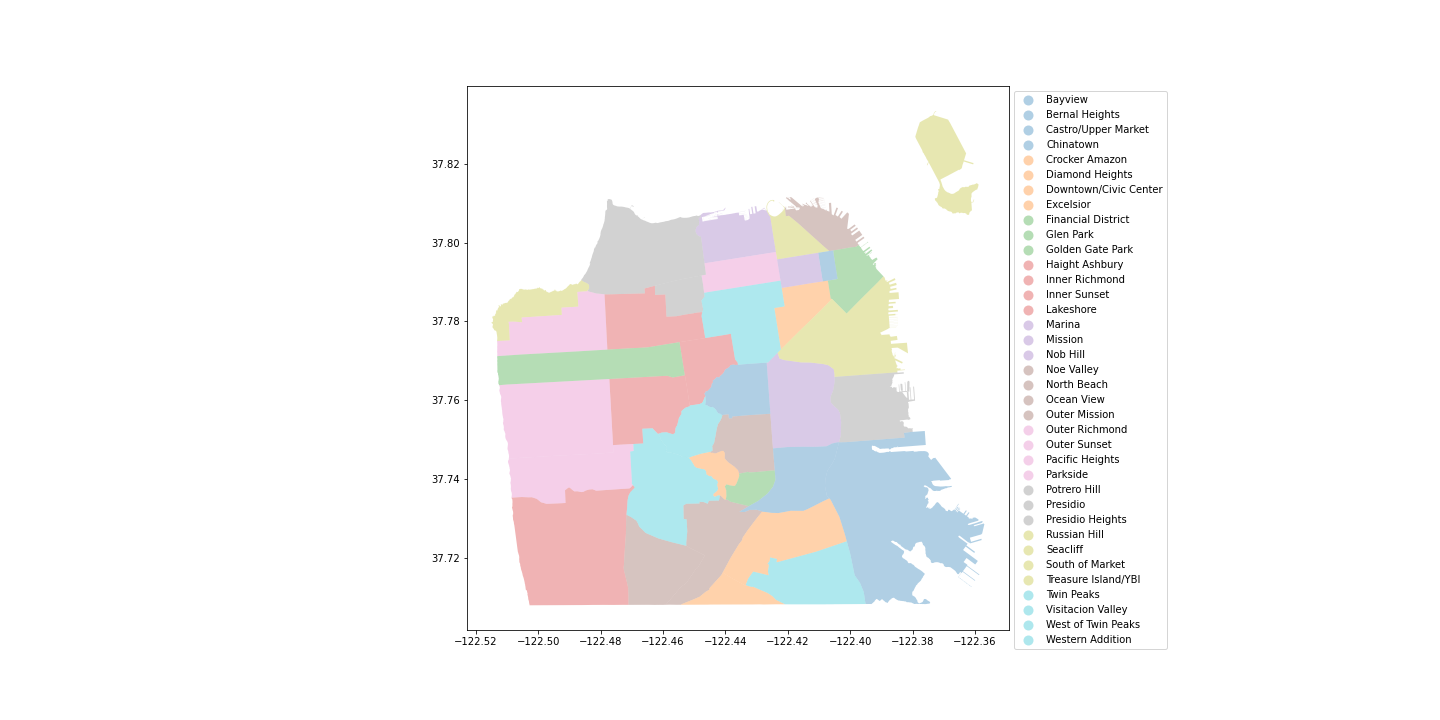 37.82
37.80
37.78
37.76
37.74
37.72
−122.52 −122.50 −122.48 −122.46 −122.44 −122.42 −122.40 −122.38 −122.36
Bayview
Bernal Heights
Castro/Upper Market
Chinatown
Crocker Amazon
Diamond Heights
Downtown/Civic Center
Excelsior
Financial District
Glen Park
Golden Gate Park
Haight Ashbury
Inner Richmond
Inner Sunset
Lakeshore
Marina
Mission
Nob Hill
Noe Valley
North Beach
Ocean View
Outer Mission
Outer Richmond
Outer Sunset
Pacific Heights
Parkside
Potrero Hill
Presidio
Presidio Heights
Russian Hill
Seacliff
South of Market
Treasure Island/YBI
Twin Peaks
Visitacion Valley
West of Twin Peaks
Western Addition